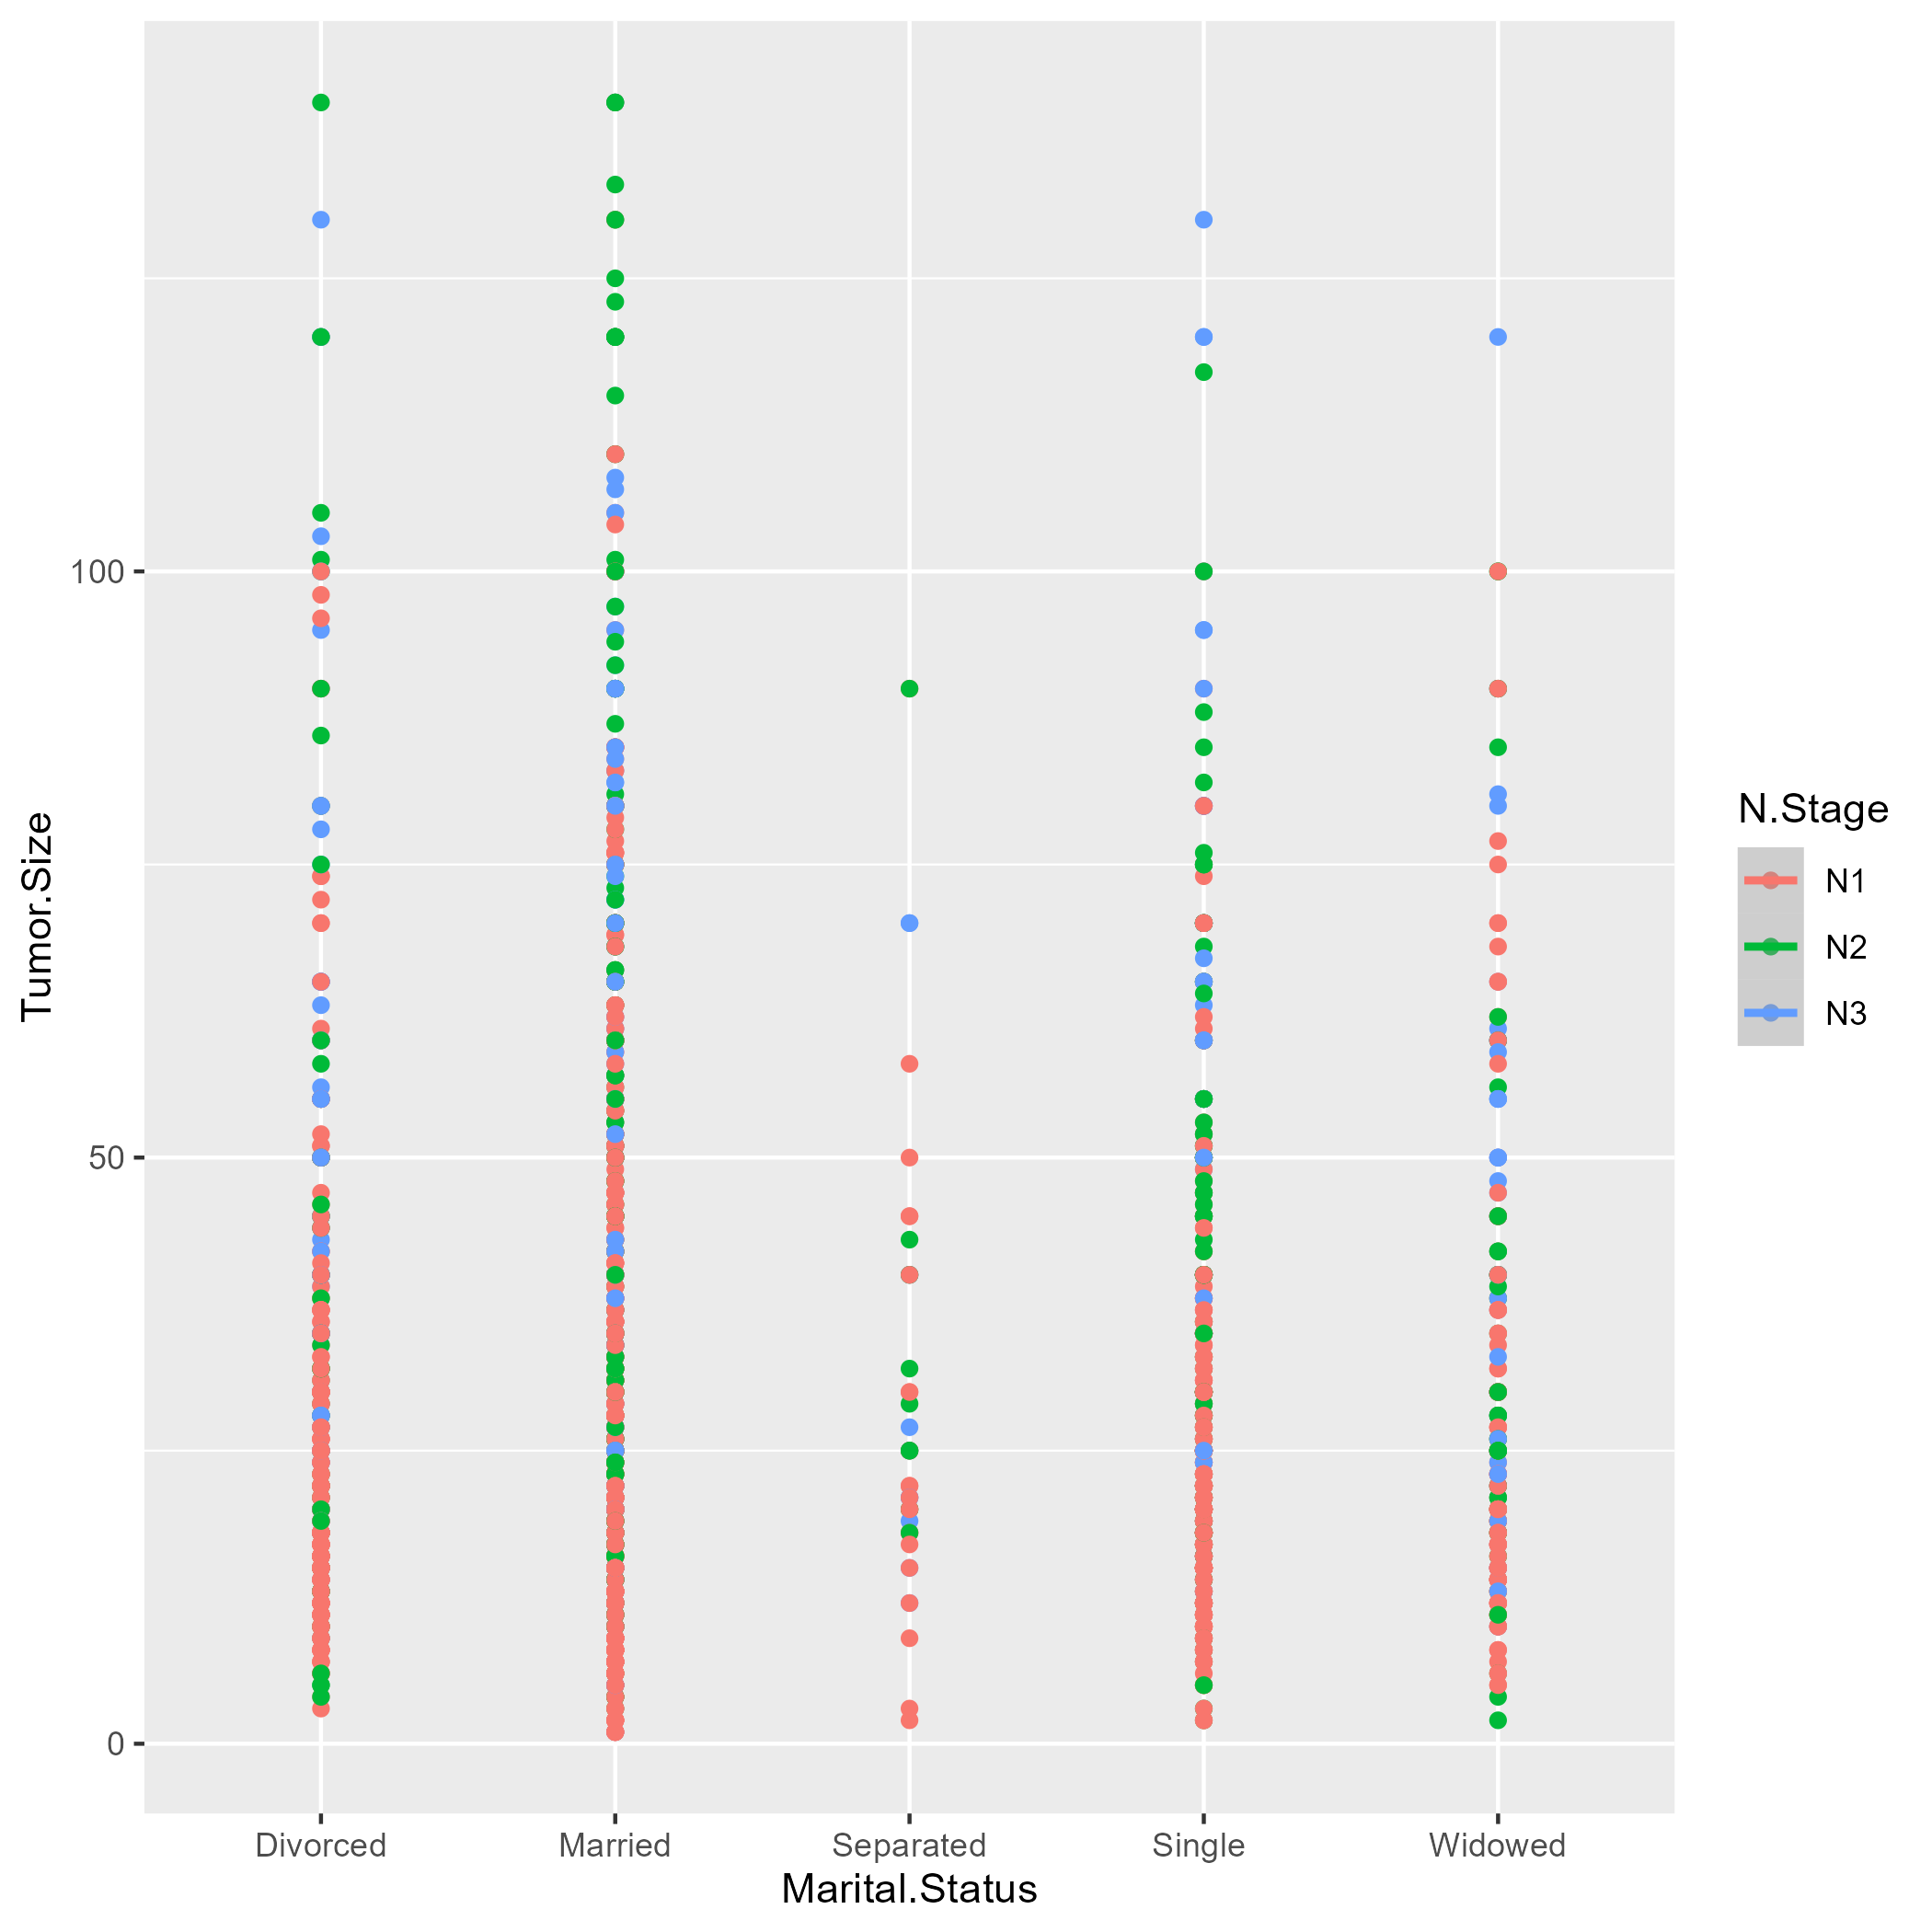 Tumor.Size
100
50
0
Divorced
Married
Separated
Single
Widowed
Marital.Status
N.Stage
N1
N2
N3